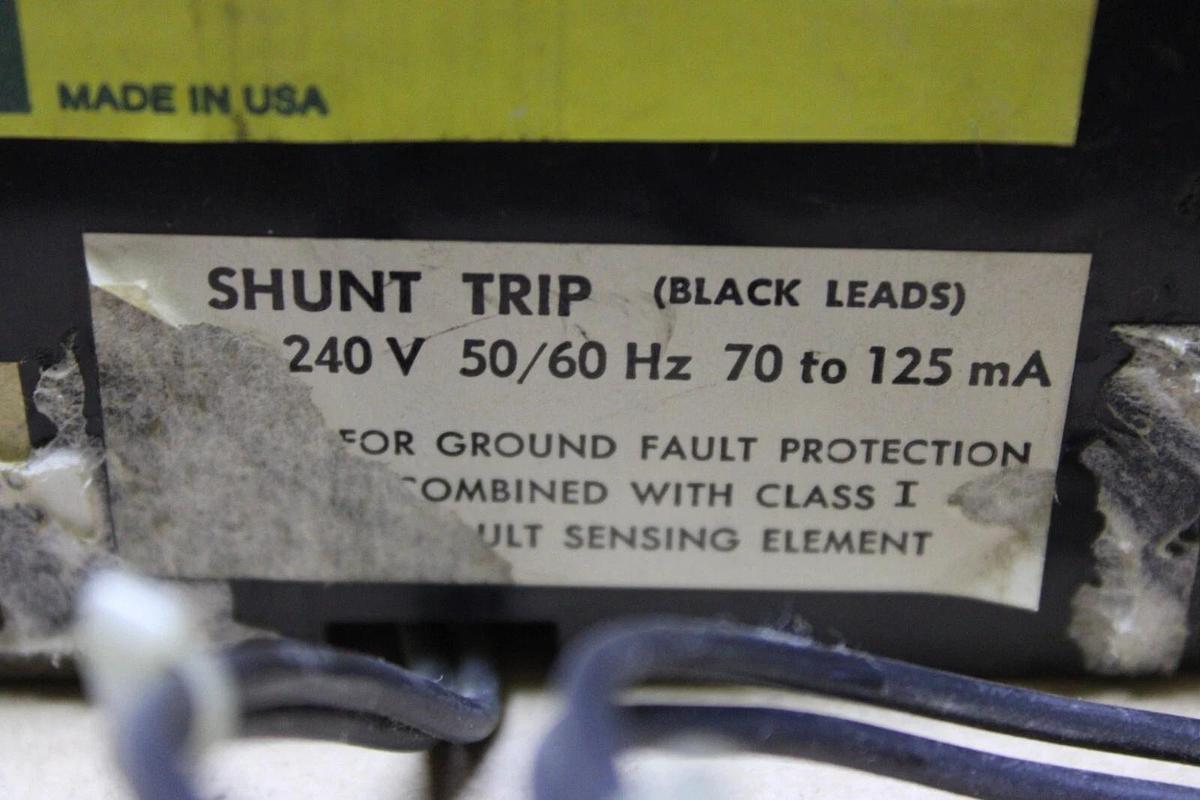 MADE IN USA
SHUNT TRIP (BLACK LEADS)
240 V 50/60 Hz 70 to 125 mA
FOR GROUND FAULT PROTECTION
COMBINED WITH CLASS I
SENSING ELEMENT